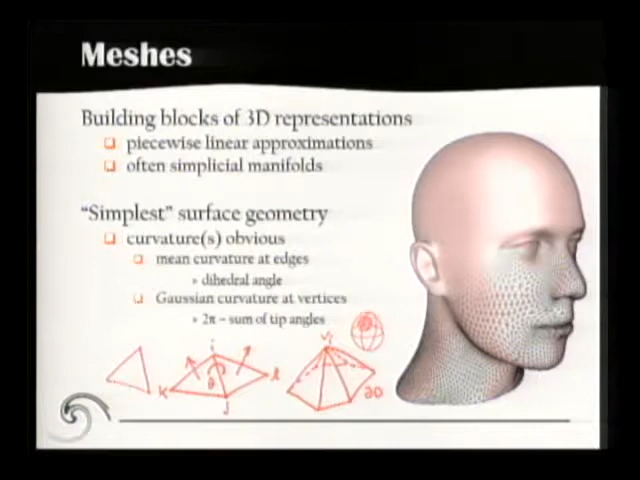 Meshes
Building blocks of 3D representations
piecewise linear approximations
often simplicial manifolds
"Simplest" surface geometry
curvature(s) obvious
mean curvature at edges
» dihedral angle
Gaussian curvature at vertices
» 2π – sum of tip angles
i
k
θ
l
j
vi